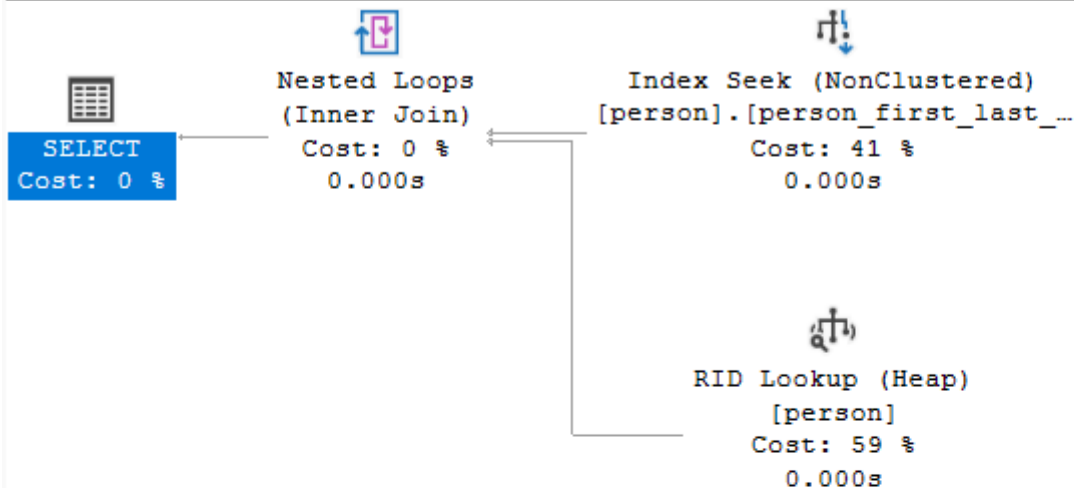 Nested Loops
(Inner Join)
Cost: 0 %
0.000s
SELECT
Cost: 0 %
Index Seek (NonClustered)
[person].[person_first_last_…
Cost: 41 %
0.000s
RID Lookup (Heap)
[person]
Cost: 59 %
0.000s